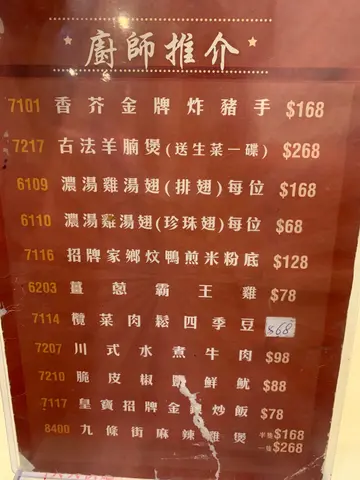 廚師推介
7101 香芥金牌炸豬手 $168
7217 古法羊腩煲(送生菜一碟) $268
6109 濃湯雞湯翅(排翅)每位 $168
6110 濃湯雞湯翅(珍珠翅)每位 $68
7116 招牌家鄉炆鴨煎米粉底 $128
6203 薑蔥霸王雞 $78
7114 欖菜肉鬆四季豆 $68
7207 川式水煮牛肉 $98
7210 脆皮椒鹽鮮魷 $88
7117 皇寶招牌金 炒飯 $78
8400 九條街麻辣雞煲 半隻$168
一隻$268